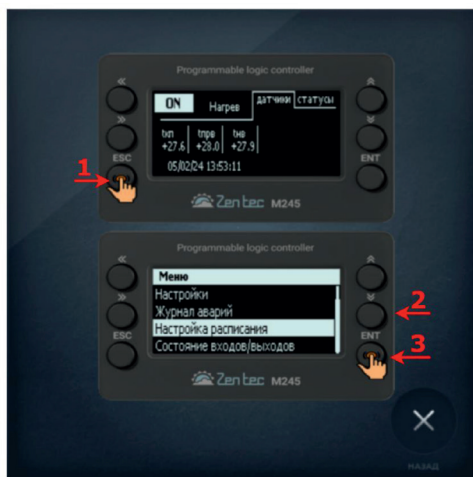 Programmable logic controller
«
»
ESC
ENT
ON Нагрев датчики статусы
tхп tпрв tнв
+27.6 +28.0 +27.9
05/02/24 13:53:11
1
Zentec M245
Programmable logic controller
«
»
ESC
ENT
Меню
Настройки
Журнал аварий
Настройка расписания
Состояние входов/выходов
2
3
Zentec M245
НАЗАД